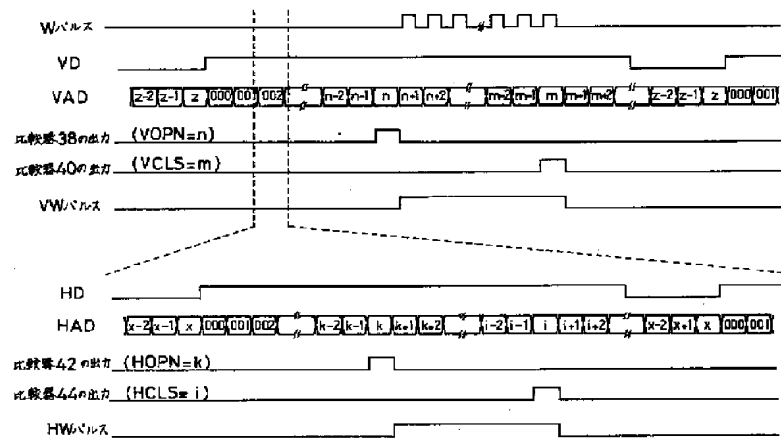 Wパルス
VD
VAD z-2 z-1 z 000 001 002 n-2 n-1 n n+1 n+2 m-2 m-1 m m+1 m+2 z-2 z-1 z 000 001
比較器38の出力 (VOPN=n)
比較器40の出力 (VCLS=m)
VWパルス
HD
HAD x-2 x-1 x 000 001 002 k-2 k-1 k k+1 k+2 i-2 i-1 i i+1 i+2 x-2 x+1 x 000 001
比較器42の出力 (HOPN=k)
比較器44の出力 (HCLS=i)
HWパルス